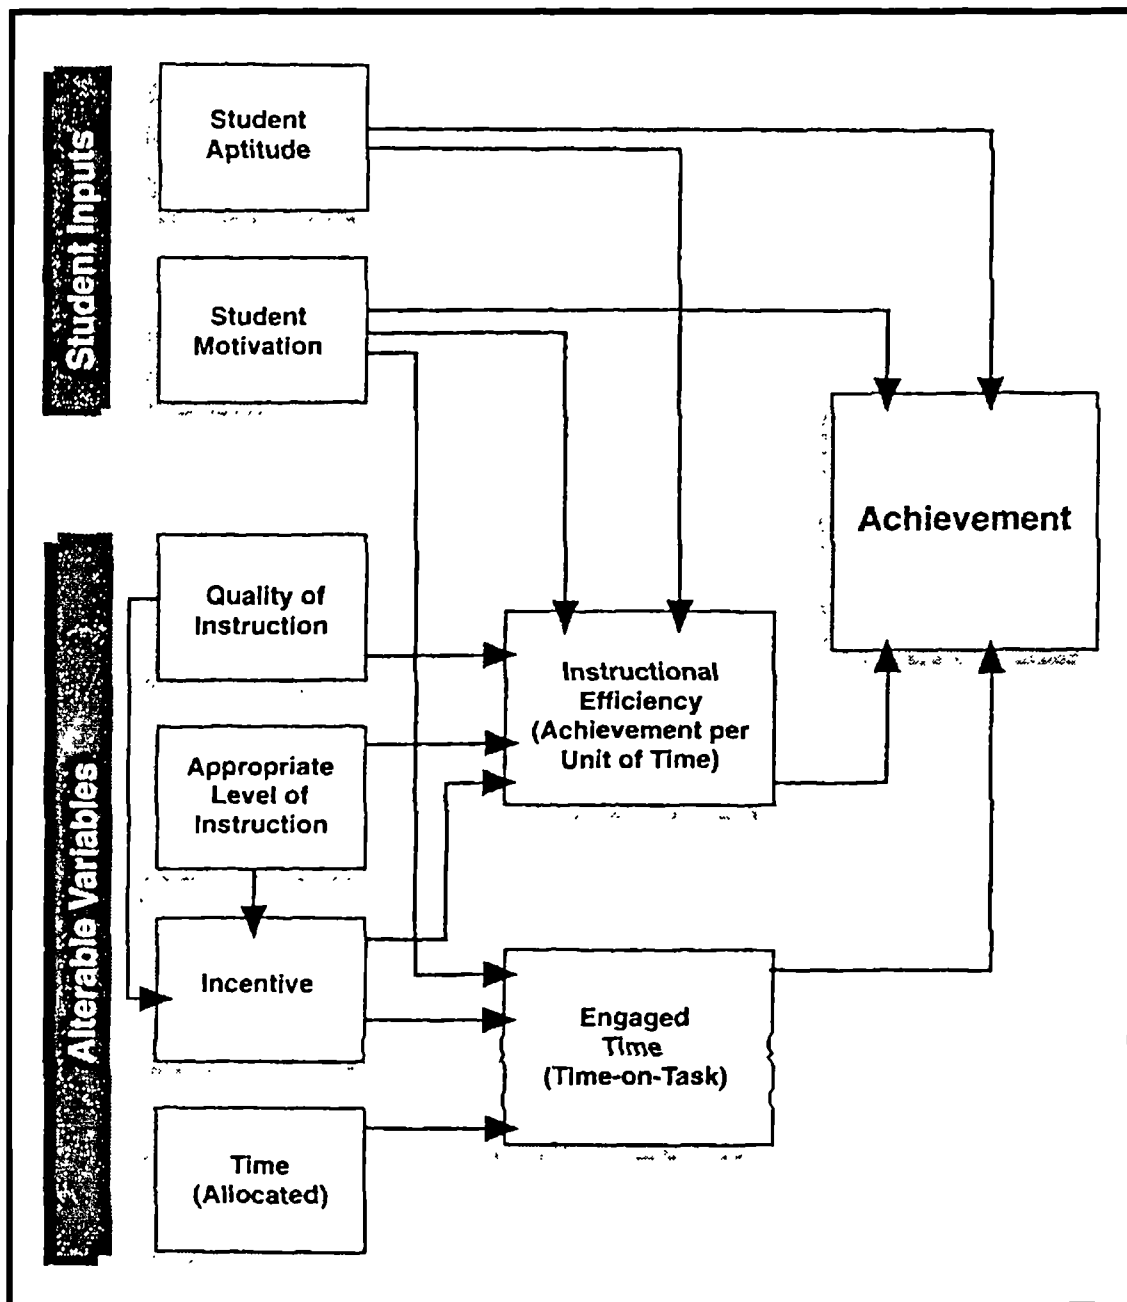 Student Inputs
Student
Aptitude
Student
Motivation
Achievement
Alterable Variables
Quality of
Instruction
Instructional
Efficiency
(Achievement per
Unit of Time)
Appropriate
Level of
Instruction
Incentive
Engaged
Time
(Time-on-Task)
Time
(Allocated)